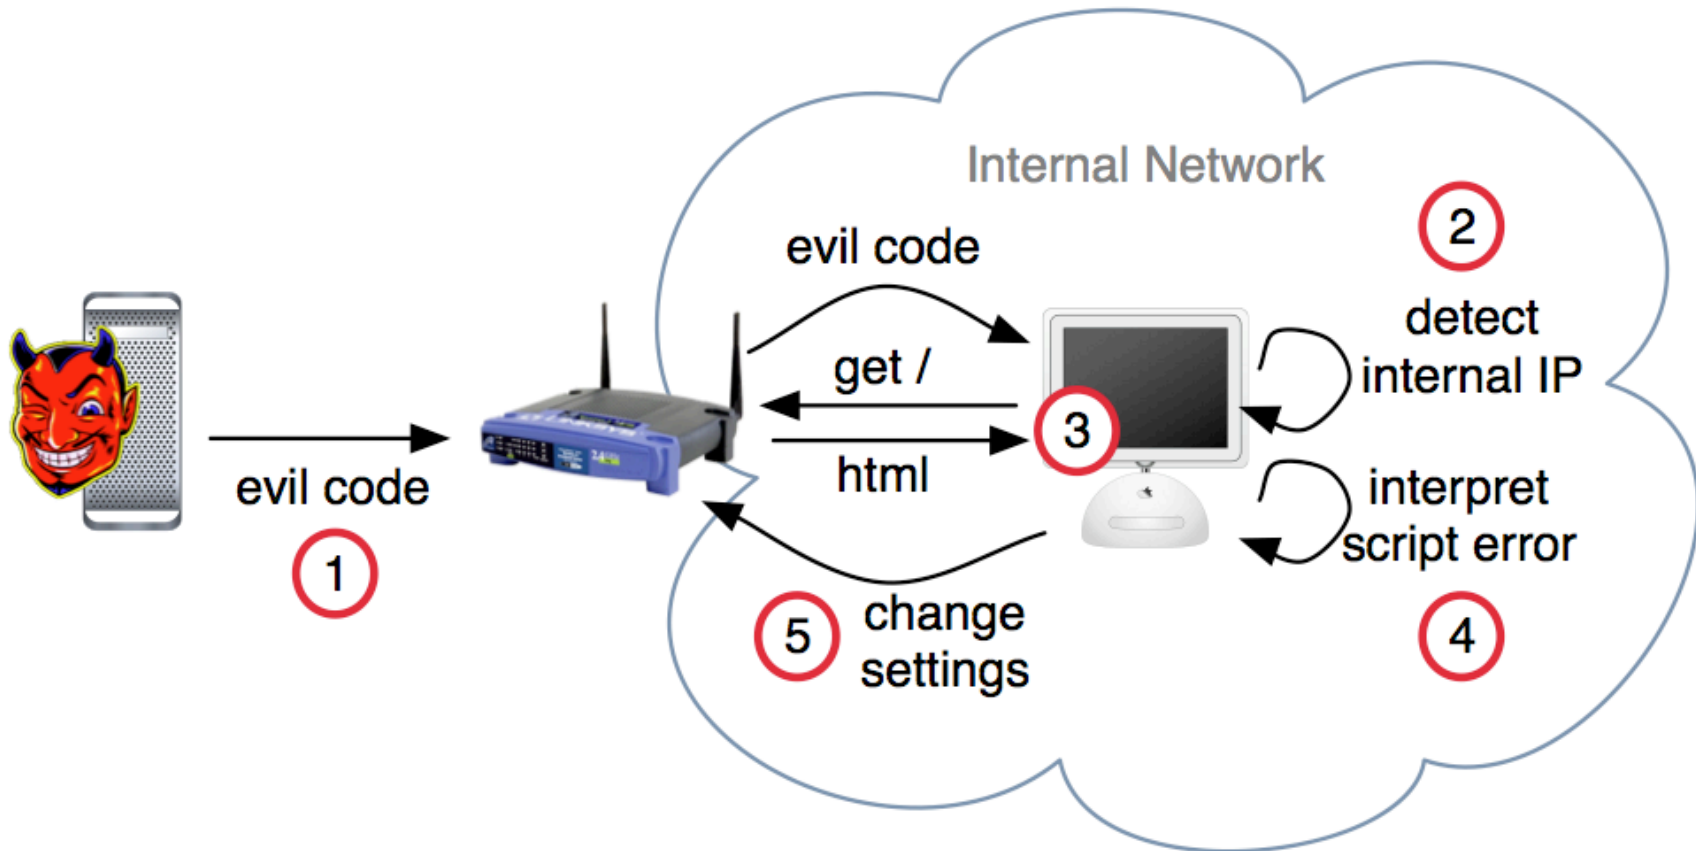 Internal Network
2
evil code
detect
internal IP
get /
3
html
evil code
1
interpret
script error
4
5
change
settings
LINKSYS